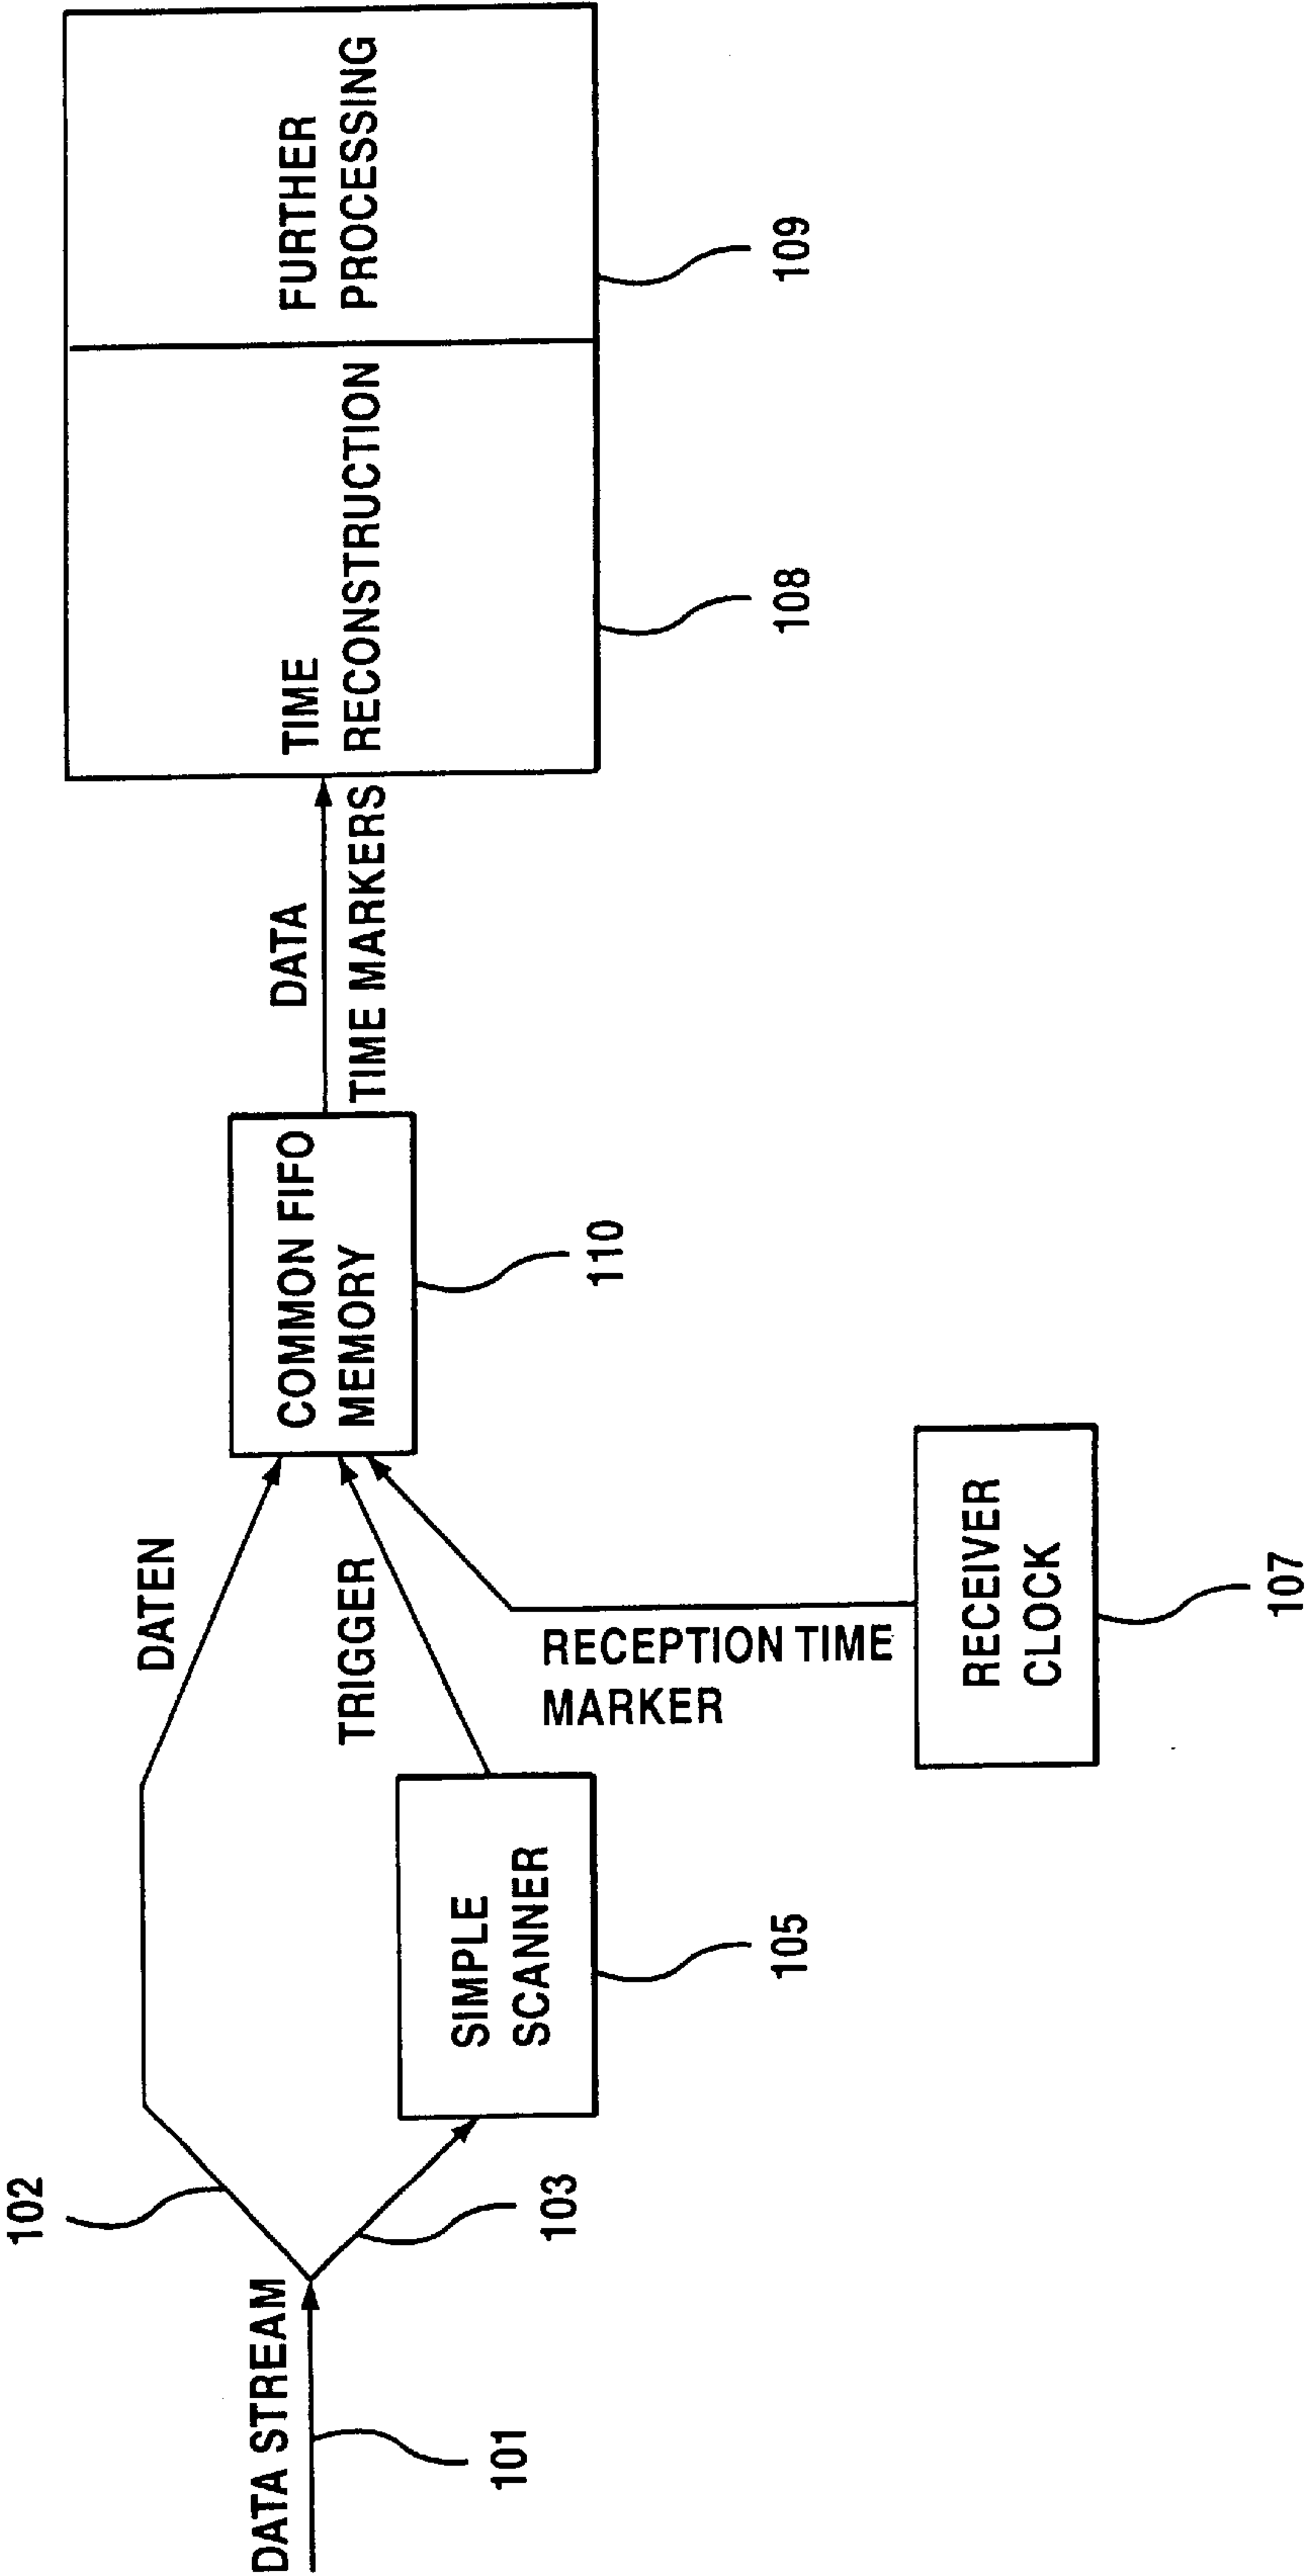 DATA STREAM
101
102
103
DATEN
SIMPLE
SCANNER
105
TRIGGER
RECEPTION TIME
MARKER
RECEIVER
CLOCK
107
COMMON FIFO
MEMORY
110
DATA
TIME MARKERS
TIME
RECONSTRUCTION
108
FURTHER
PROCESSING
109